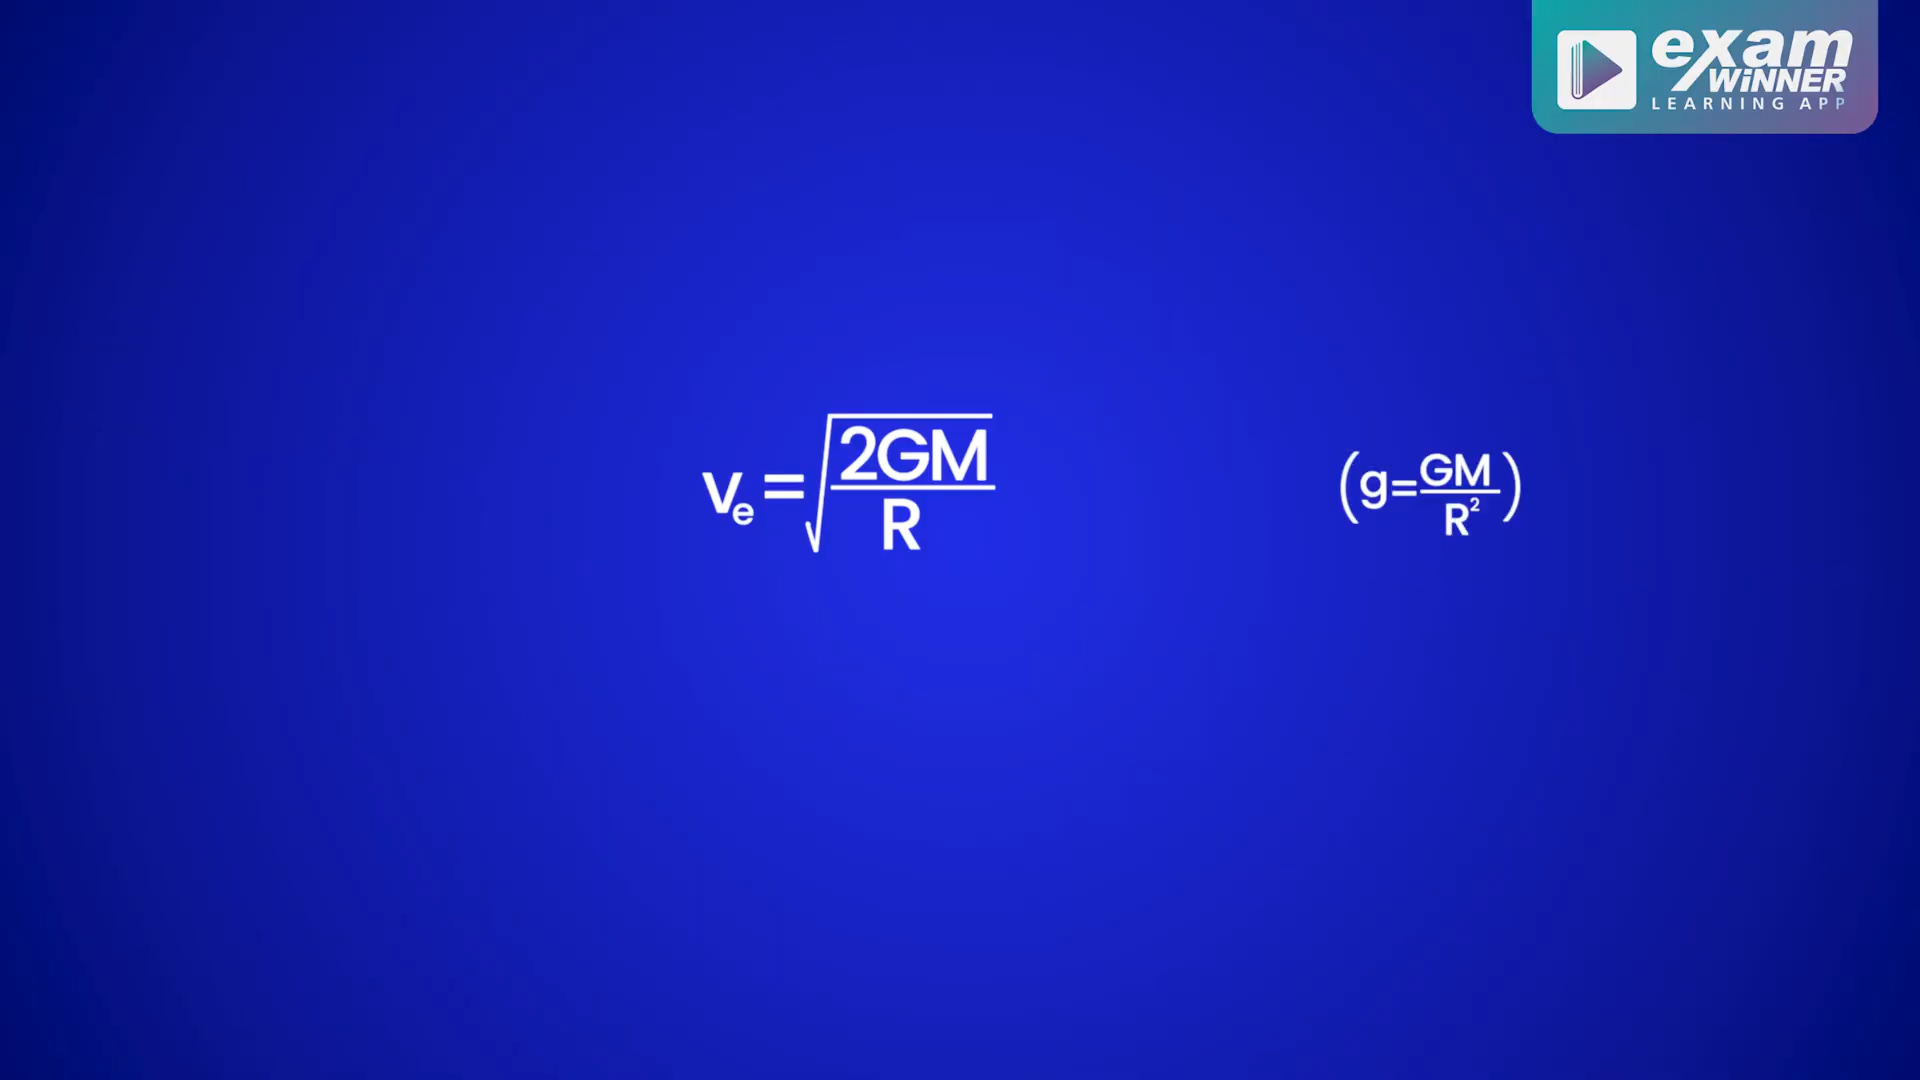 exam
WiNNER
LEARNING APP
vₑ = √(2GM/R)
(g=GM/R²)